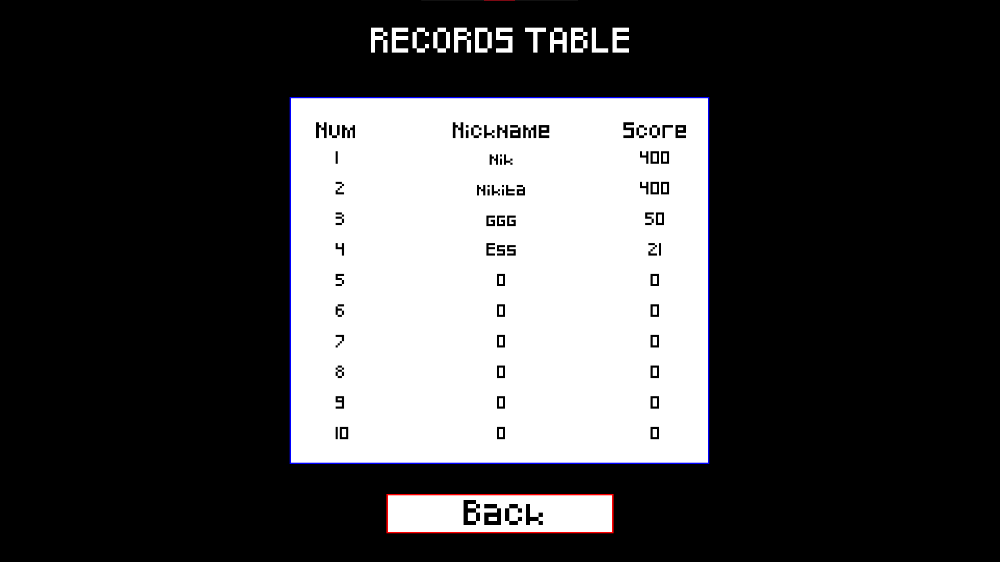 RECORDS TABLE
Num Nickname Score
1 Nik 400
2 Nikita 400
3 GGG 50
4 Ess 21
5 0 0
6 0 0
7 0 0
8 0 0
9 0 0
10 0 0
Back